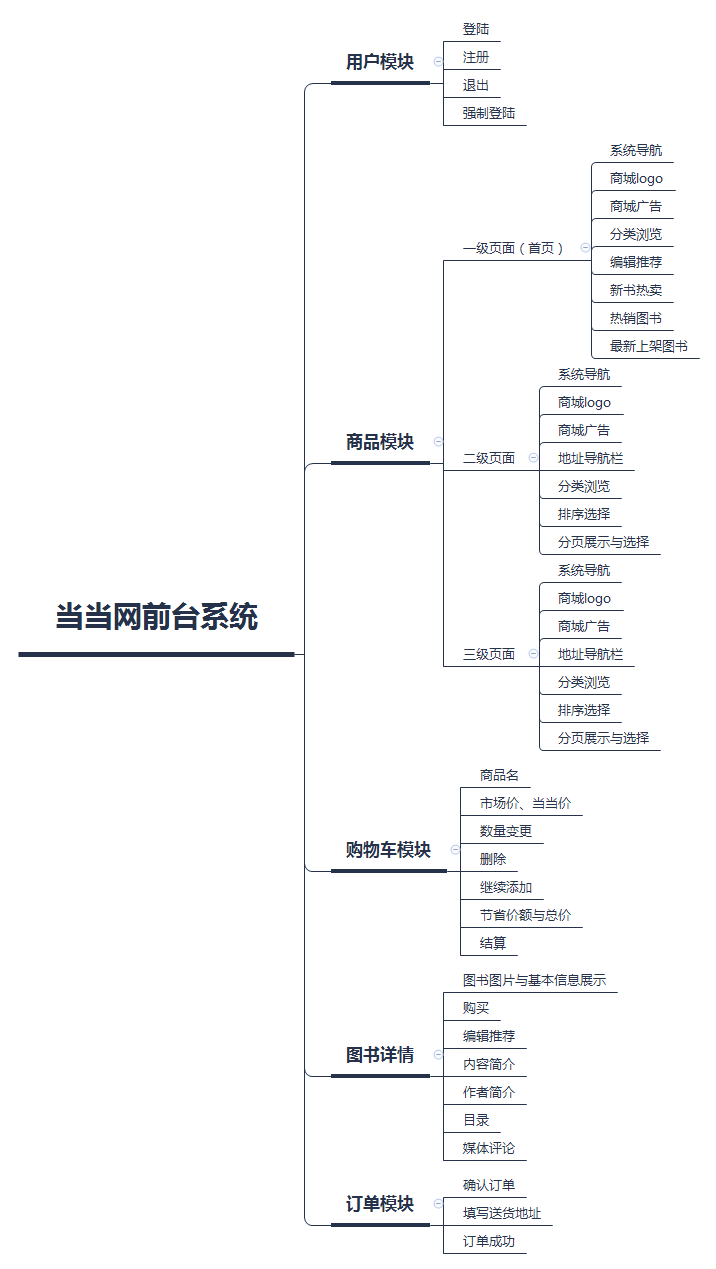 当当网前台系统
用户模块
登陆
注册
退出
强制登陆
商品模块
一级页面（首页）
系统导航
商城logo
商城广告
分类浏览
编辑推荐
新书热卖
热销图书
最新上架图书
二级页面
系统导航
商城logo
商城广告
地址导航栏
分类浏览
排序选择
分页展示与选择
三级页面
系统导航
商城logo
商城广告
地址导航栏
分类浏览
排序选择
分页展示与选择
购物车模块
商品名
市场价、当当价
数量变更
删除
继续添加
节省价额与总价
结算
图书详情
图书图片与基本信息展示
购买
编辑推荐
内容简介
作者简介
目录
媒体评论
订单模块
确认订单
填写送货地址
订单成功